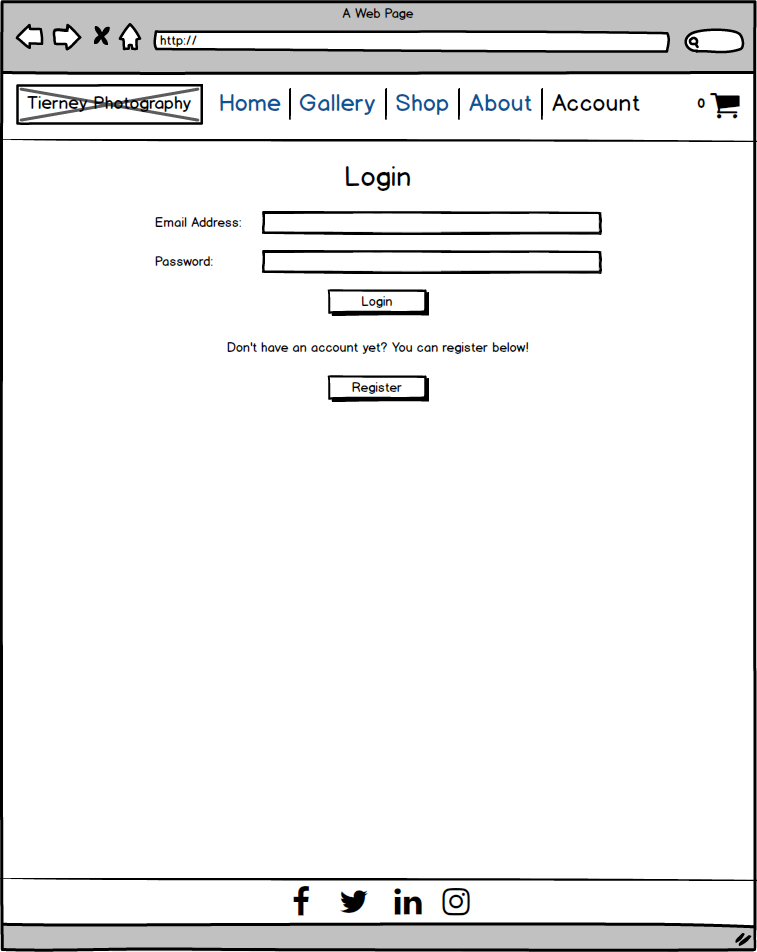 A Web Page
http://
Tierney Photography Home Gallery Shop About Account 0
Login
Email Address:
Password:
Login
Don't have an account yet? You can register below!
Register